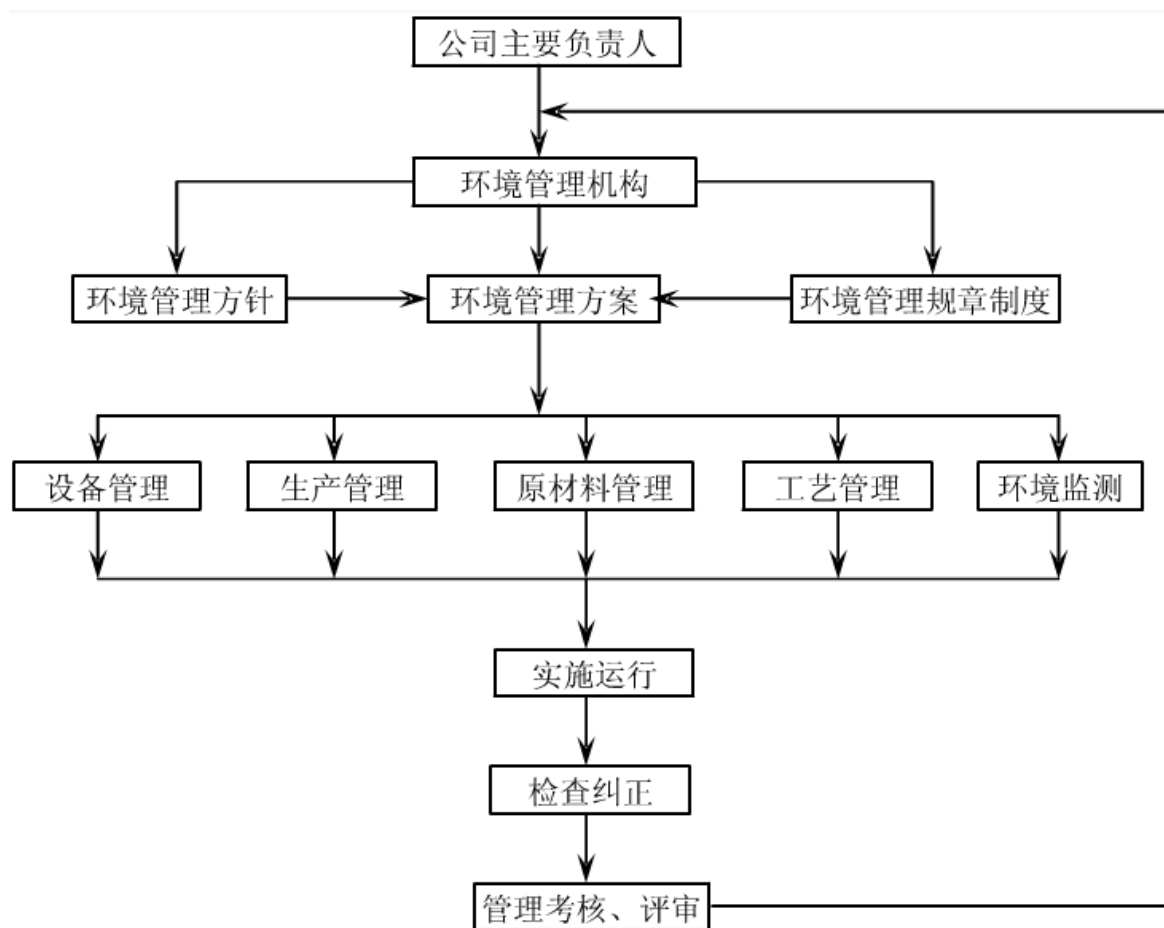 公司主要负责人
环境管理机构
环境管理方针
环境管理方案
环境管理规章制度
设备管理
生产管理
原材料管理
工艺管理
环境监测
实施运行
检查纠正
管理考核、评审